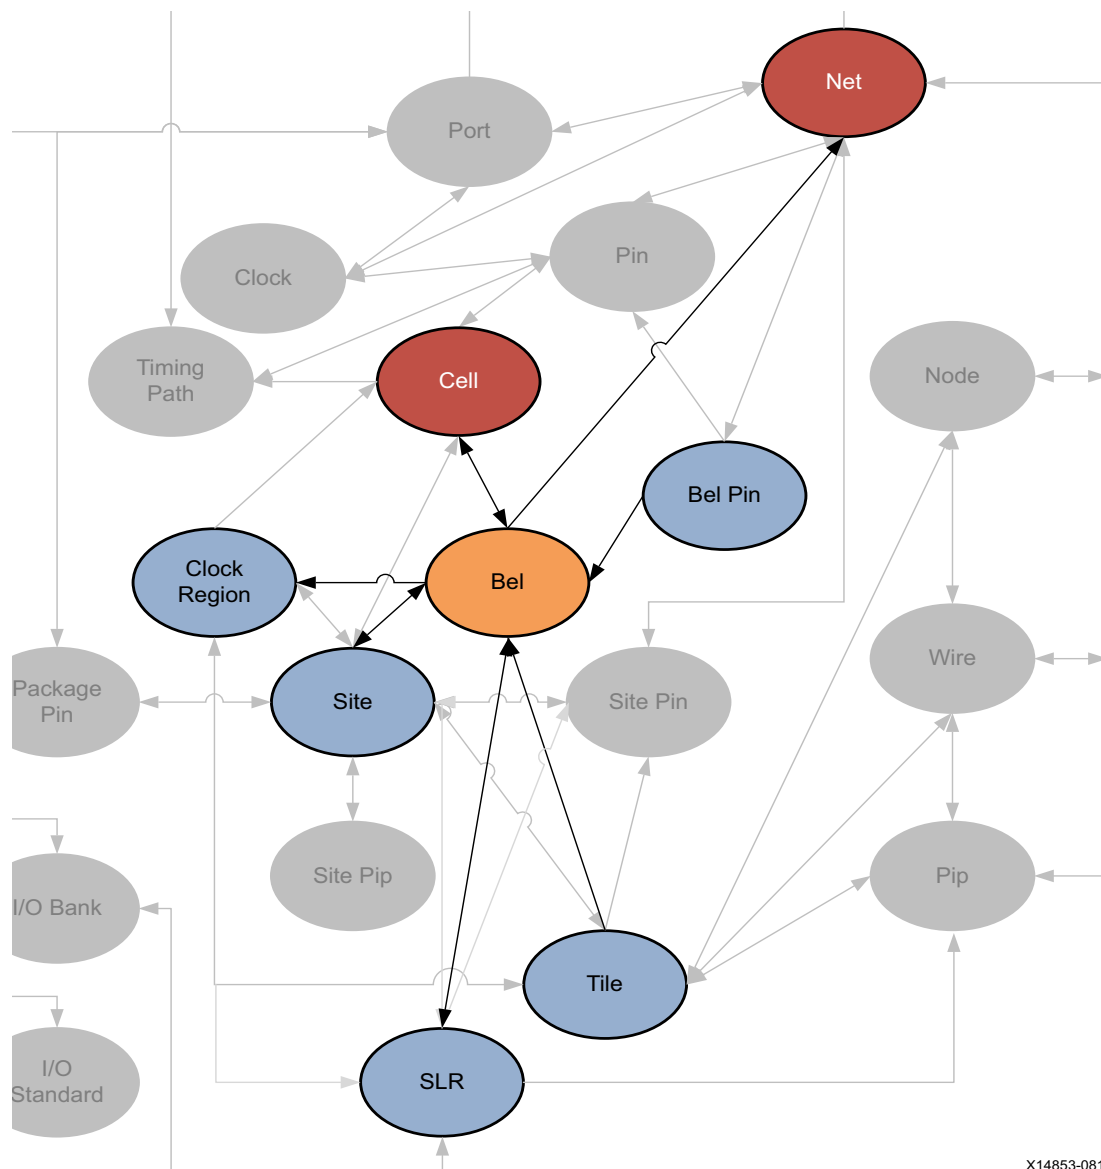 Net
Port
Pin
Clock
Timing
Path
Cell
Node
Bel Pin
Clock
Region
Bel
Wire
Package
Pin
Site
Site Pin
Site Pip
Pip
I/O Bank
Tile
I/O
Standard
SLR
X14853-081